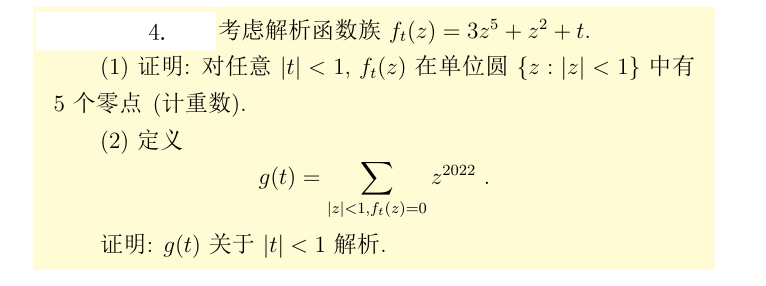 4. 考虑解析函数族 f_t(z) = 3z^5 + z^2 + t.
(1) 证明: 对任意 |t| < 1, f_t(z) 在单位圆 {z : |z| < 1} 中有
5 个零点 (计重数).
(2) 定义
g(t) = ∑_{|z|<1,f_t(z)=0} z^{2022} .
证明: g(t) 关于 |t| < 1 解析.